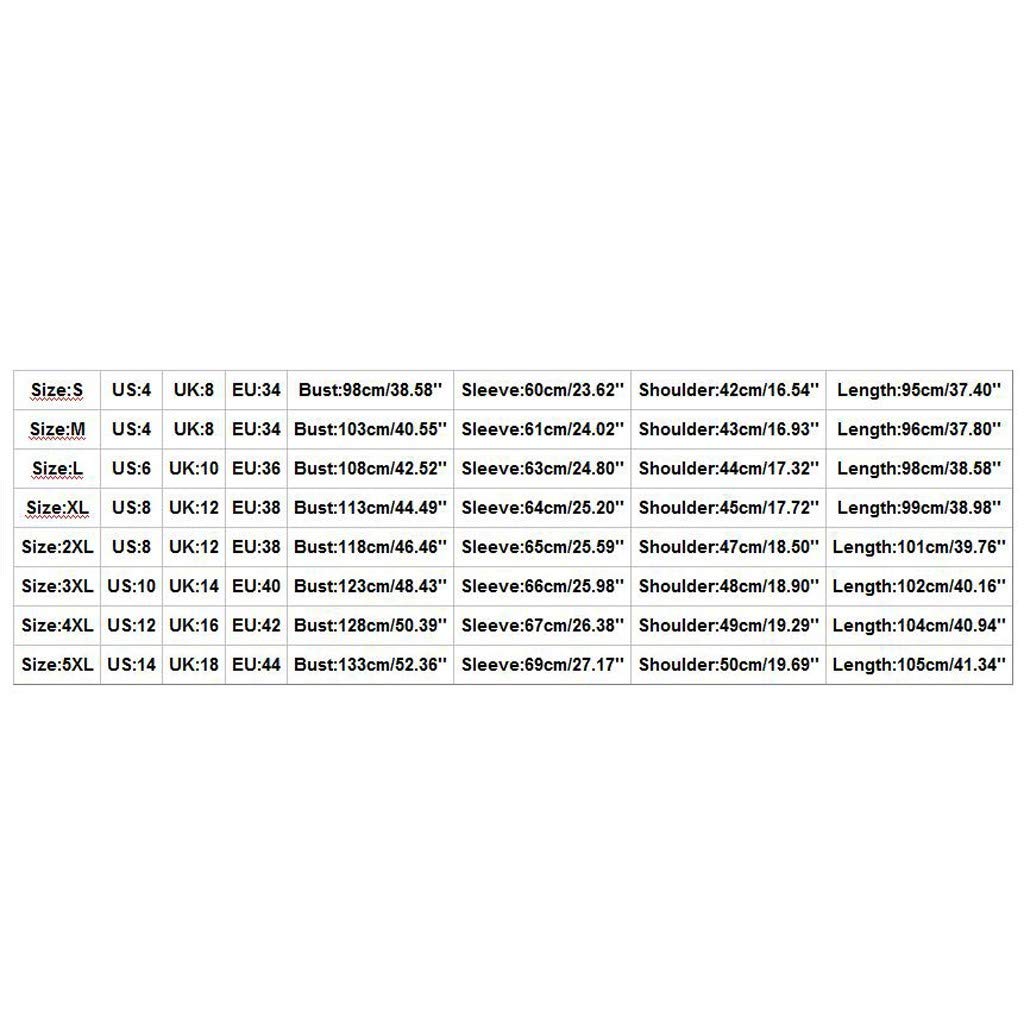 Size:S US:4 UK:8 EU:34 Bust:98cm/38.58'' Sleeve:60cm/23.62'' Shoulder:42cm/16.54'' Length:95cm/37.40''
Size:M US:4 UK:8 EU:34 Bust:103cm/40.55'' Sleeve:61cm/24.02'' Shoulder:43cm/16.93'' Length:96cm/37.80''
Size:L US:6 UK:10 EU:36 Bust:108cm/42.52'' Sleeve:63cm/24.80'' Shoulder:44cm/17.32'' Length:98cm/38.58''
Size:XL US:8 UK:12 EU:38 Bust:113cm/44.49'' Sleeve:64cm/25.20'' Shoulder:45cm/17.72'' Length:99cm/38.98''
Size:2XL US:8 UK:12 EU:38 Bust:118cm/46.46'' Sleeve:65cm/25.59'' Shoulder:47cm/18.50'' Length:101cm/39.76''
Size:3XL US:10 UK:14 EU:40 Bust:123cm/48.43'' Sleeve:66cm/25.98'' Shoulder:48cm/18.90'' Length:102cm/40.16''
Size:4XL US:12 UK:16 EU:42 Bust:128cm/50.39'' Sleeve:67cm/26.38'' Shoulder:49cm/19.29'' Length:104cm/40.94''
Size:5XL US:14 UK:18 EU:44 Bust:133cm/52.36'' Sleeve:69cm/27.17'' Shoulder:50cm/19.69'' Length:105cm/41.34''